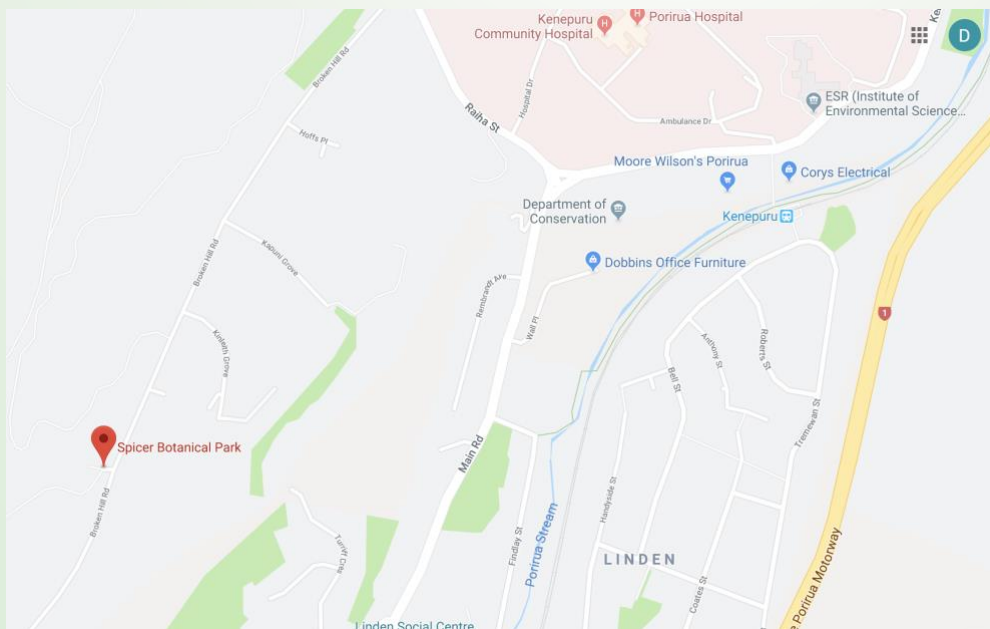 Kenepuru
Community Hospital
Porirua Hospital
D
Broken Hill Rd
Raiha St
Hospital Dr
ESR (Institute of
Environmental Science...
Ambulance Dr
Hoffs Pl
Moore Wilson's Porirua
Corys Electrical
Department of
Conservation
Kenepuru
Broken Hill Rd
Kapuni Grove
Dobbins Office Furniture
Rembrandt Ave
Wall Pl
1
Kinleith Grove
Anthony St
Roberts St
Bell St
Tremewan St
Spicer Botanical Park
Main Rd
Broken Hill Rd
Handyside St
Findlay St
Porirua Stream
Turriff Cres
LINDEN
Coates St
Porirua Motorway
Linden Social Centre